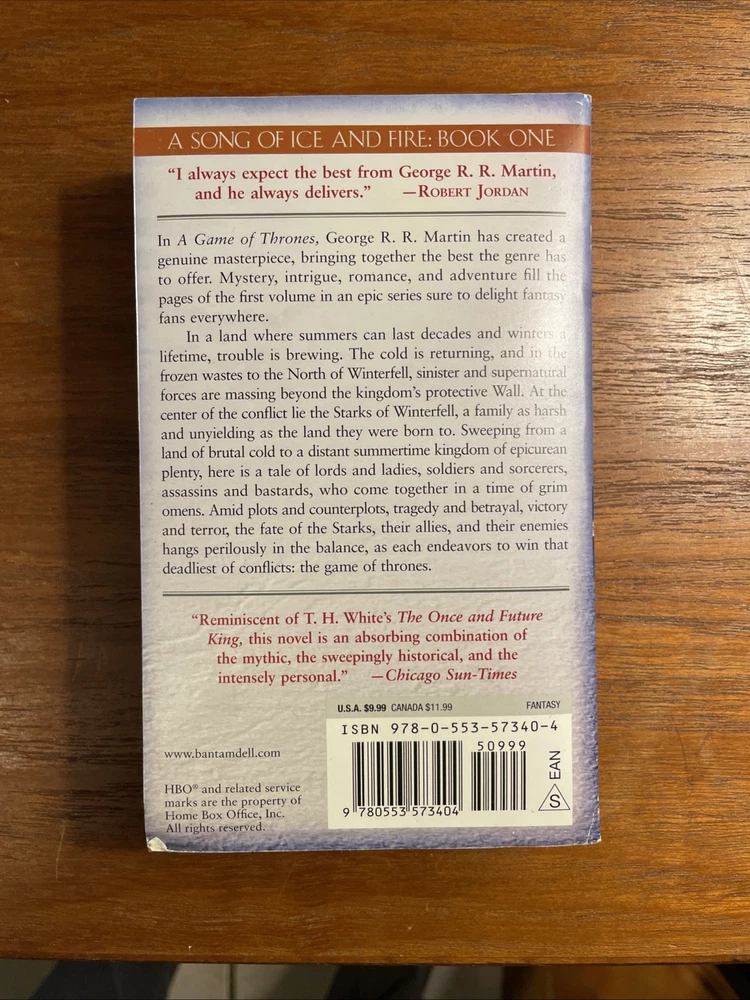 A SONG OF ICE AND FIRE: BOOK ONE
“I always expect the best from George R. R. Martin,
and he always delivers.” —ROBERT JORDAN
In A Game of Thrones, George R. R. Martin has created a
genuine masterpiece, bringing together the best the genre has
to offer. Mystery, intrigue, romance, and adventure fill the
pages of the first volume in an epic series sure to delight fantasy
fans everywhere.
In a land where summers can last decades and winters a
lifetime, trouble is brewing. The cold is returning, and in the
frozen wastes to the North of Winterfell, sinister and supernatural
forces are massing beyond the kingdom’s protective Wall. At the
center of the conflict lie the Starks of Winterfell, a family as harsh
and unyielding as the land they were born to. Sweeping from a
land of brutal cold to a distant summertime kingdom of epicurean
plenty, here is a tale of lords and ladies, soldiers and sorcerers,
assassins and bastards, who come together in a time of grim
omens. Amid plots and counterplots, tragedy and betrayal, victory
and terror, the fate of the Starks, their allies, and their enemies
hangs perilously in the balance, as each endeavors to win that
deadliest of conflicts: the game of thrones.
“Reminiscent of T. H. White’s The Once and Future
King, this novel is an absorbing combination of
the mythic, the sweepingly historical, and the
intensely personal.” —Chicago Sun-Times
U.S.A. $9.99 CANADA $11.99 FANTASY
ISBN 978-0-553-57340-4
50999
9 780553 573404
S EAN
www.bantamdell.com
HBO® and related service
marks are the property of
Home Box Office, Inc.
All rights reserved.